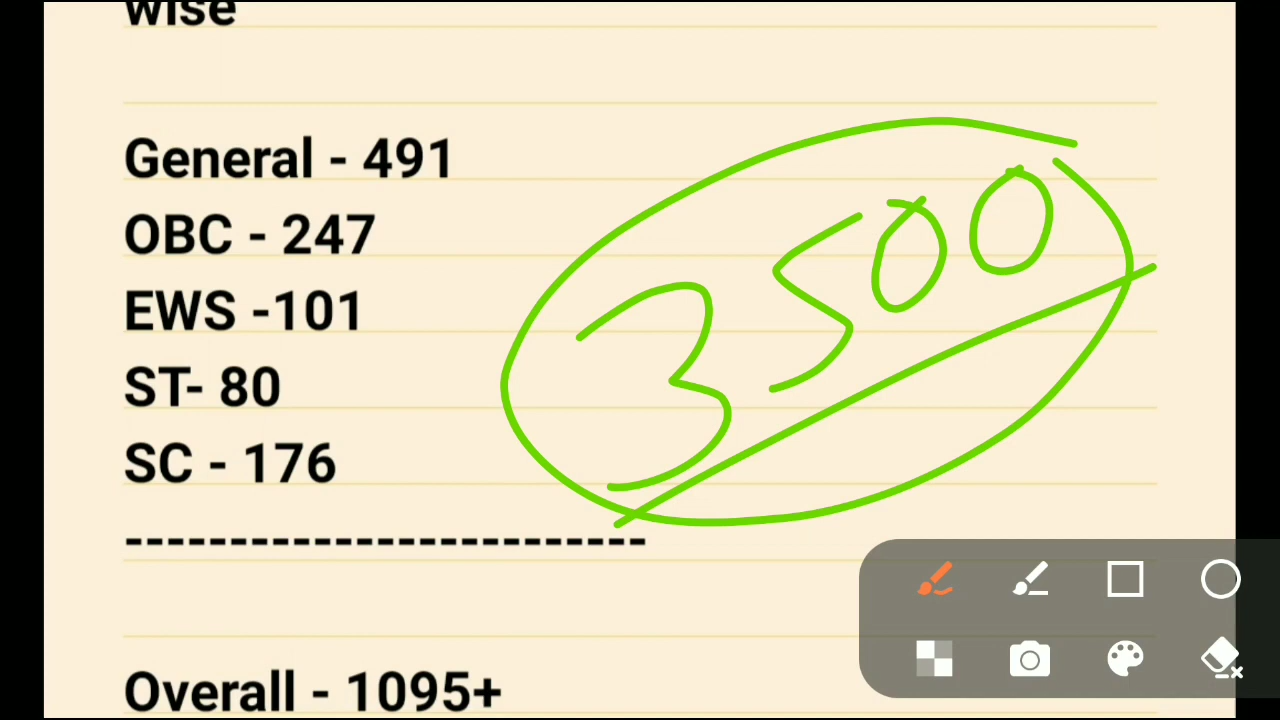 wise
General - 491
OBC - 247
EWS -101
ST- 80
SC - 176
-------------------------
Overall - 1095+
3500